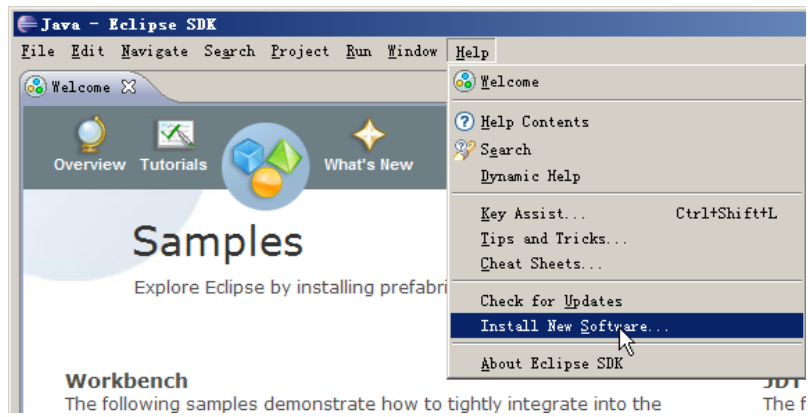 Java - Eclipse SDK
File Edit Navigate Search Project Run Window Help
Welcome
Overview Tutorials What's New
Samples
Explore Eclipse by installing prefabri
Workbench
The following samples demonstrate how to tightly integrate into the
Welcome
Help Contents
Search
Dynamic Help
Key Assist... Ctrl+Shift+L
Tips and Tricks...
Cheat Sheets...
Check for Updates
Install New Software...
About Eclipse SDK
JDT
The f